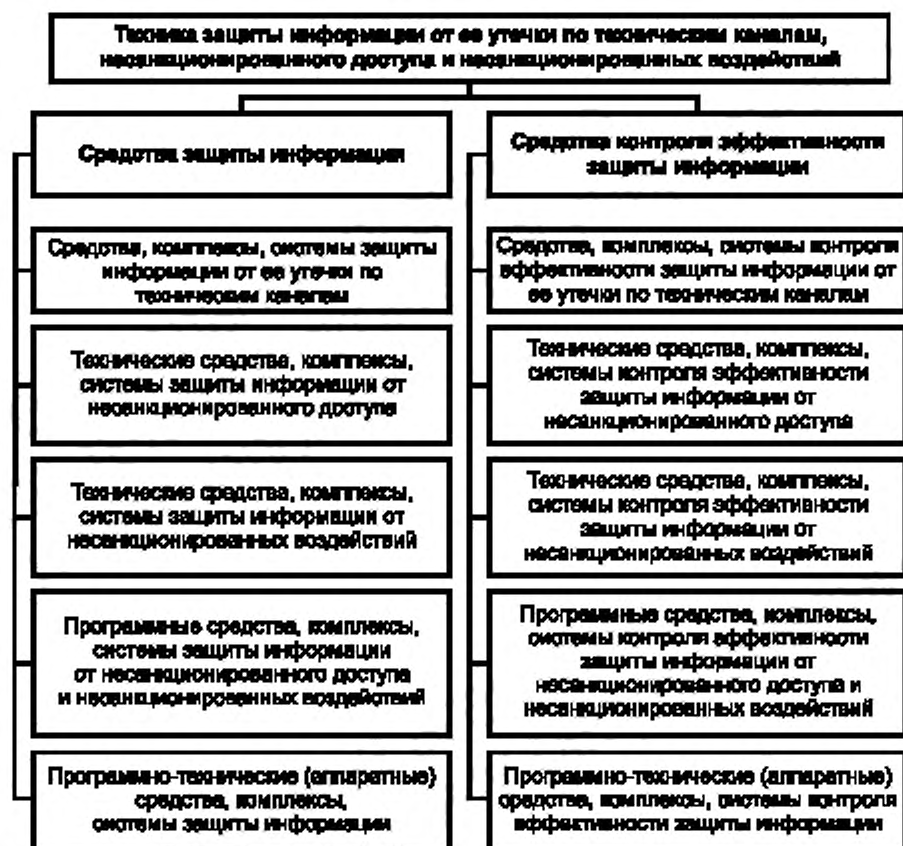 Техника защиты информации от ее утечки по техническим каналам,
несанкционированного доступа и несанкционированных воздействий
Средства защиты информация
Средства контроля эффективности
защиты информации
Средства, комплексы, системы защиты
информации от ее утечки по
техническим каналам
Средства, комплексы, системы контроля
эффективности защиты информации от
ее утечки по техническим каналам
Технические средства, комплексы,
системы защиты информации от
несанкционированного доступа
Технические средства, комплексы,
системы контроля эффективности
защиты информации от
несанкционированного доступа
Технические средства, комплексы,
системы защиты информации от
несанкционированных воздействий
Технические средства, комплексы,
системы контроля эффективности
защиты информации от
несанкционированных воздействий
Программные средства, комплексы,
системы защиты информации
от несанкционированного доступа
и несанкционированных воздействий
Программные средства, комплексы,
системы контроля эффективности
защиты информации от
несанкционированного доступа и
несанкционированных воздействий
Программно-технические (аппаратные)
средства, комплексы,
системы защиты информации
Программно-технические (аппаратные)
средства, комплексы, системы контроля
эффективности защиты информации